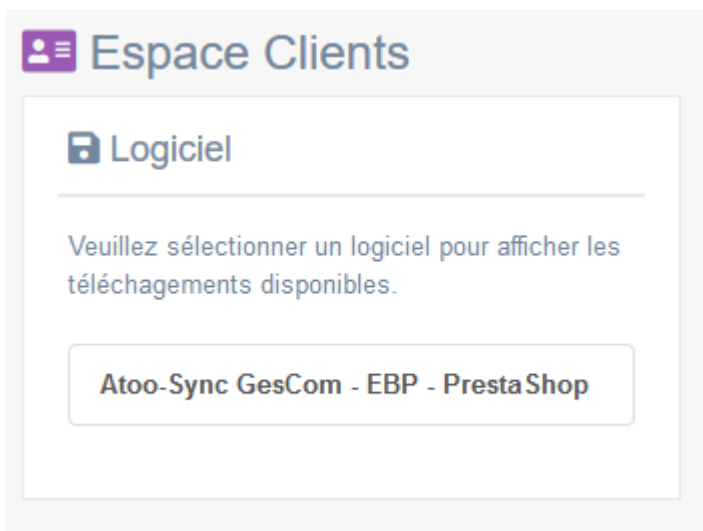 Espace Clients
Logiciel
Veuillez sélectionner un logiciel pour afficher les
téléchagements disponibles.
Atoo-Sync GesCom - EBP - PrestaShop